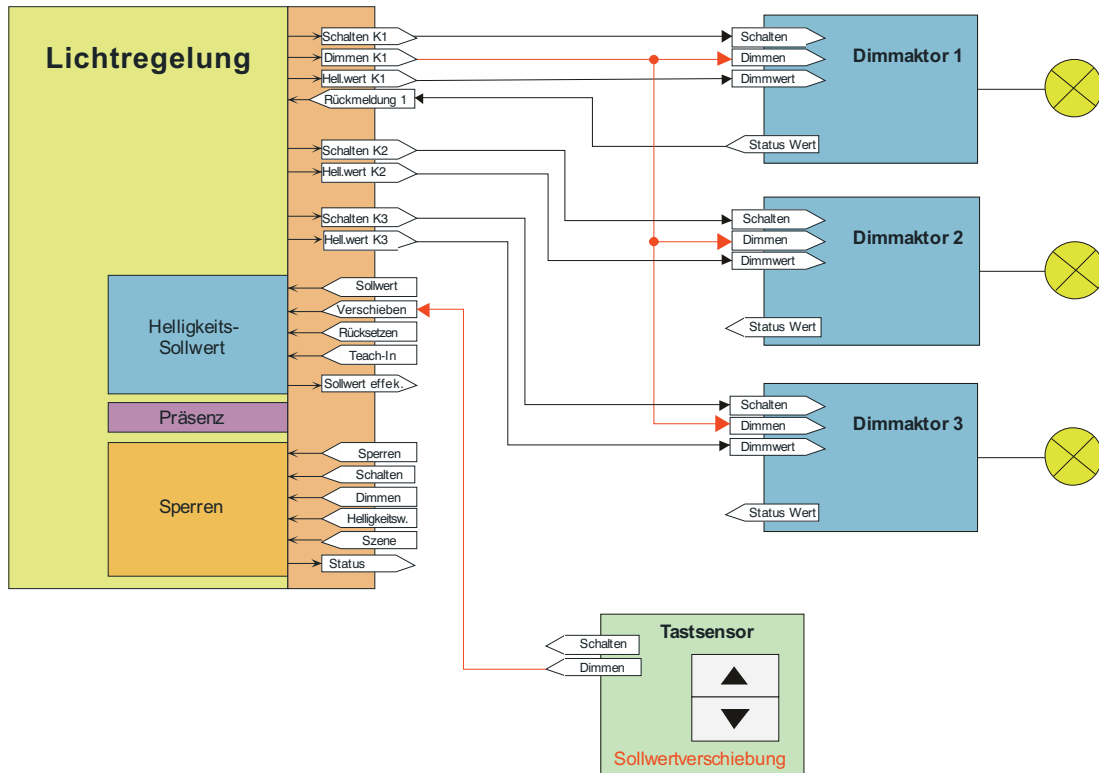 Lichtregelung
Schalten K1
Dimmen K1
Hell.wert K1
Rückmeldung 1
Schalten K2
Hell.wert K2
Schalten K3
Hell.wert K3
Helligkeits-
Sollwert
Sollwert
Verschieben
Rücksetzen
Teach-In
Sollwert effek.
Präsenz
Sperren
Sperren
Schalten
Dimmen
Helligkeitsw.
Szene
Status
Schalten
Dimmen
Dimmwert
Dimmaktor 1
Status Wert
Schalten
Dimmen
Dimmwert
Dimmaktor 2
Status Wert
Schalten
Dimmen
Dimmwert
Dimmaktor 3
Status Wert
Tastsensor
Schalten
Dimmen
Sollwertverschiebung